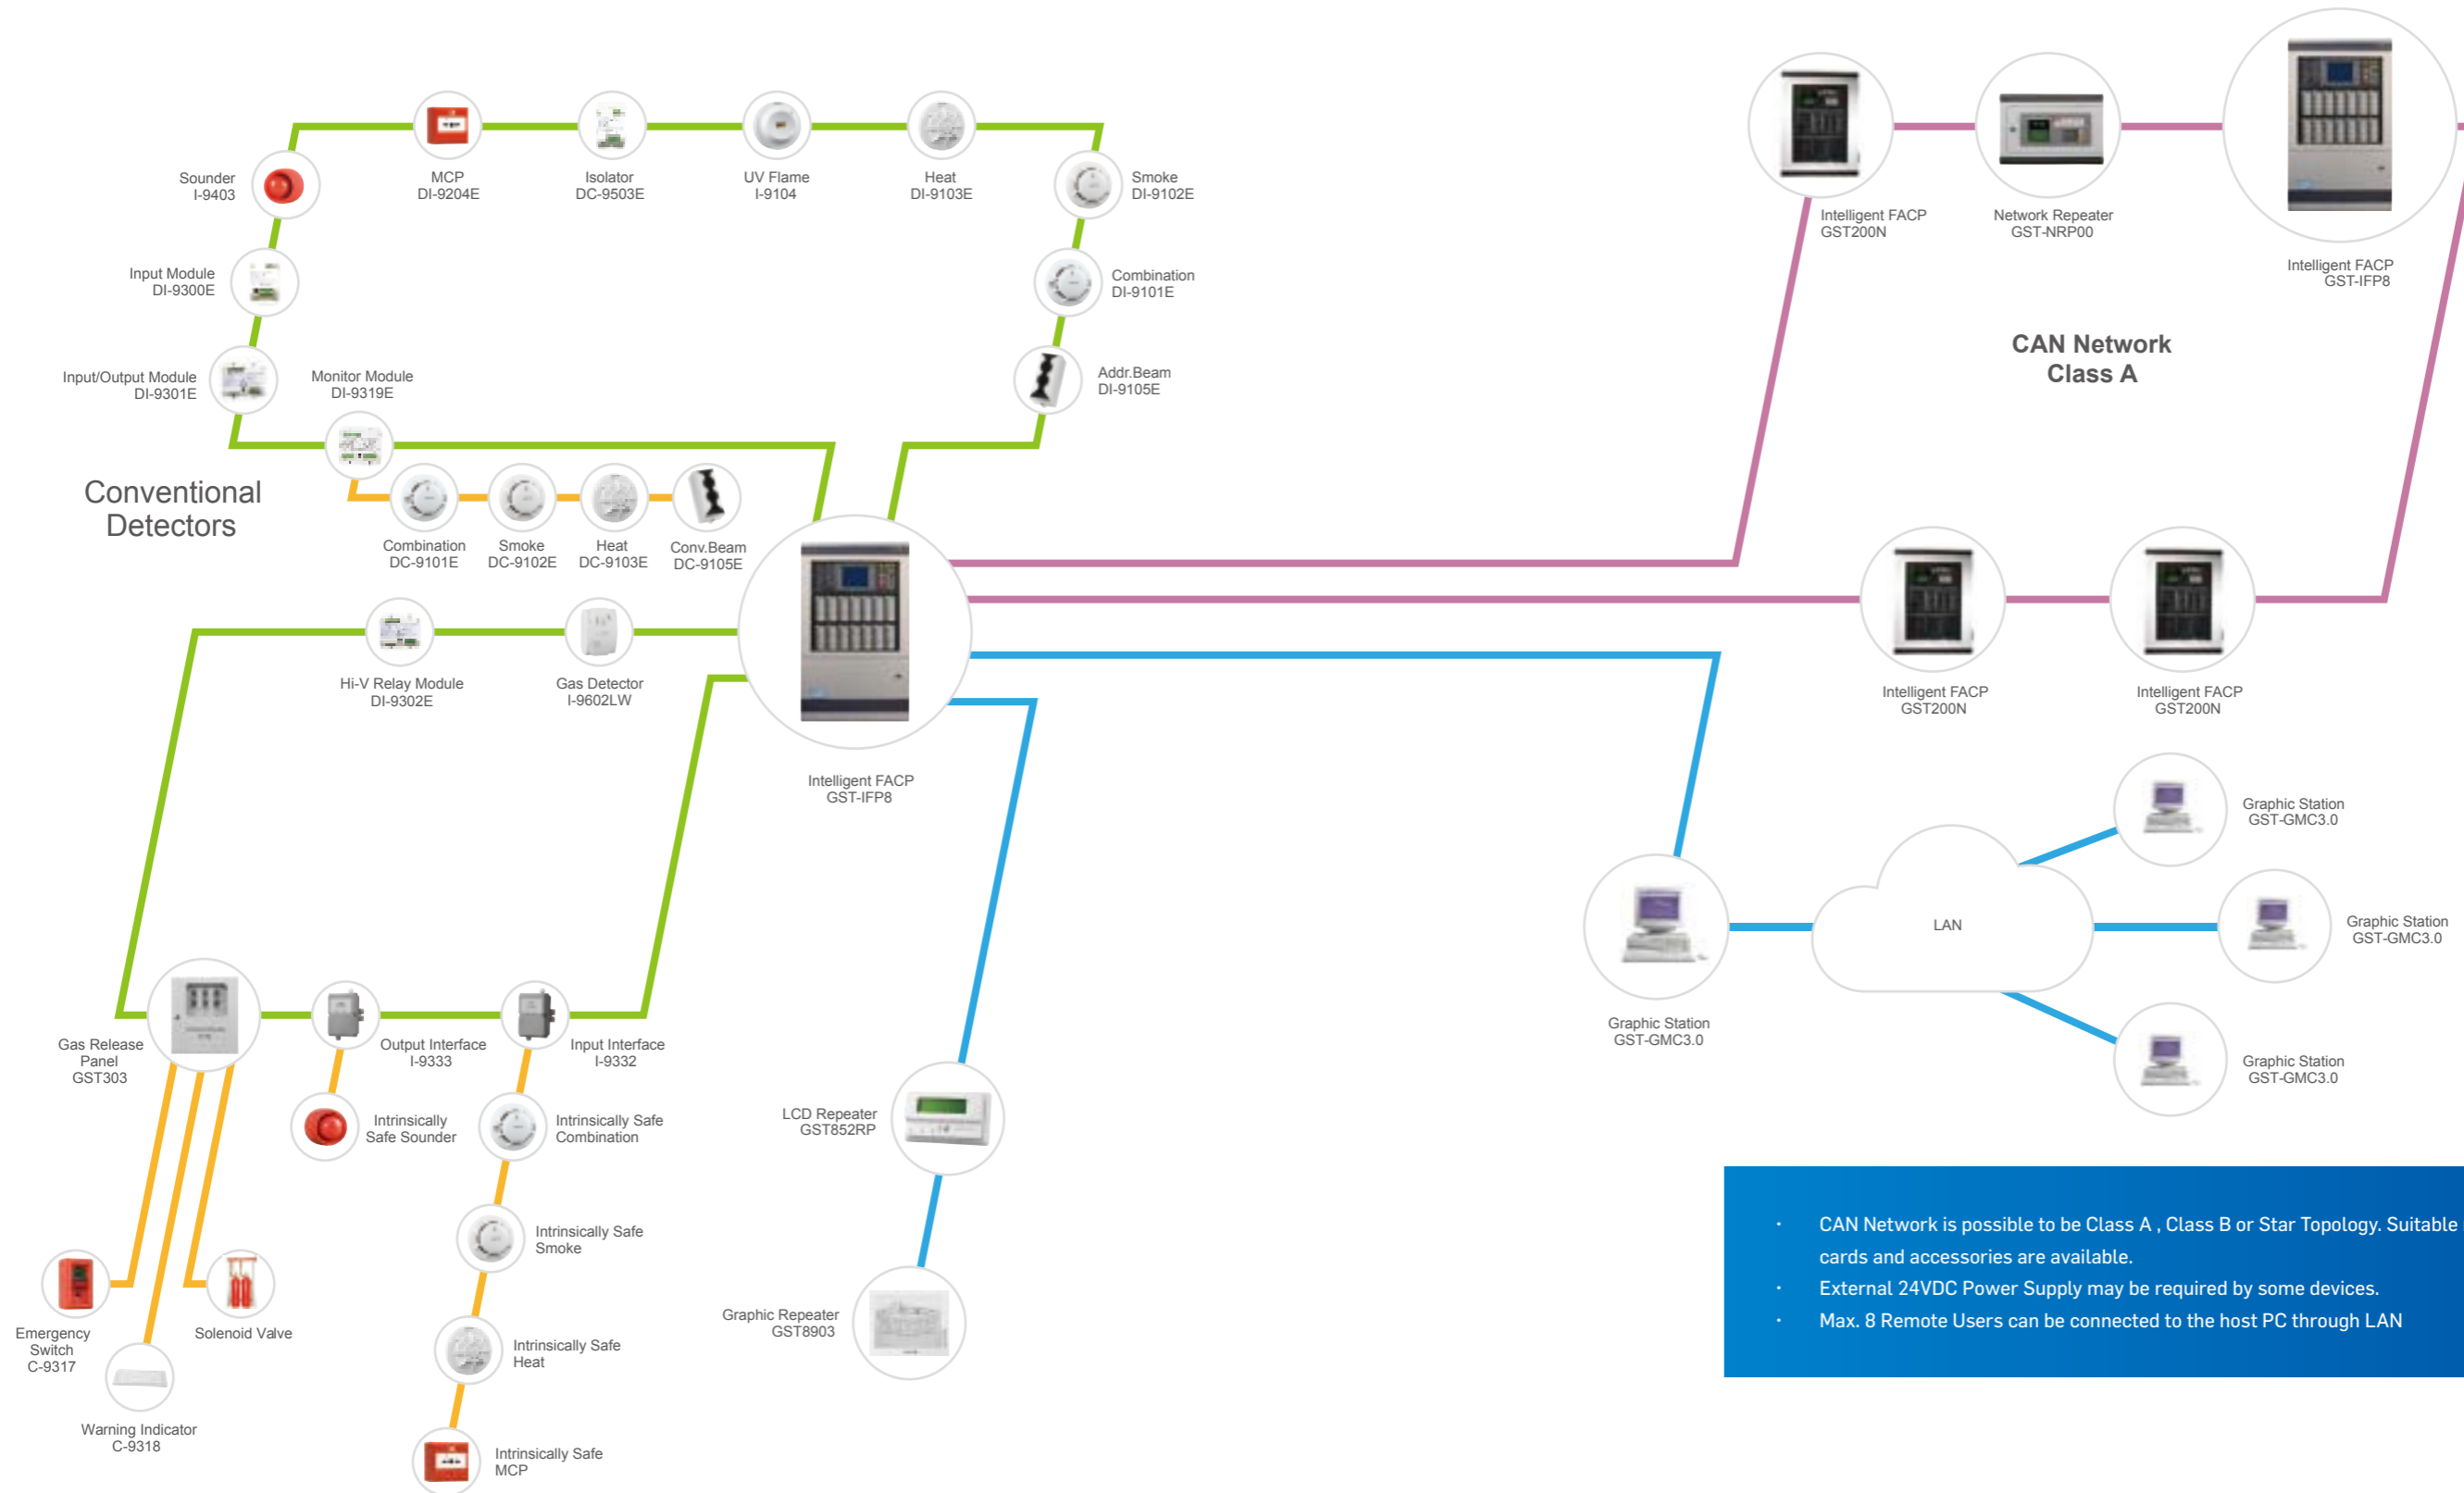 Sounder
I-9403
MCP
DI-9204E
Isolator
DC-9503E
UV Flame
I-9104
Heat
DI-9103E
Smoke
DI-9102E
Input Module
DI-9300E
Combination
DI-9101E
Input/Output Module
DI-9301E
Monitor Module
DI-9319E
Addr.Beam
DI-9105E
Conventional
Detectors
Combination
DC-9101E
Smoke
DC-9102E
Heat
DC-9103E
Conv.Beam
DC-9105E
Hi-V Relay Module
DI-9302E
Gas Detector
I-9602LW
Intelligent FACP
GST-IFP8
Gas Release
Panel
GST303
Output Interface
I-9333
Input Interface
I-9332
Intrinsically
Safe Sounder
Intrinsically Safe
Combination
Intrinsically Safe
Smoke
Intrinsically Safe
Heat
Intrinsically Safe
MCP
Emergency
Switch
C-9317
Solenoid Valve
Warning Indicator
C-9318
LCD Repeater
GST852RP
Graphic Repeater
GST8903
Intelligent FACP
GST200N
Network Repeater
GST-NRP00
Intelligent FACP
GST-IFP8
CAN Network
Class A
Intelligent FACP
GST200N
Intelligent FACP
GST200N
Graphic Station
GST-GMC3.0
LAN
Graphic Station
GST-GMC3.0
Graphic Station
GST-GMC3.0
Graphic Station
GST-GMC3.0
· CAN Network is possible to be Class A , Class B or Star Topology. Suitable
cards and accessories are available.
· External 24VDC Power Supply may be required by some devices.
· Max. 8 Remote Users can be connected to the host PC through LAN